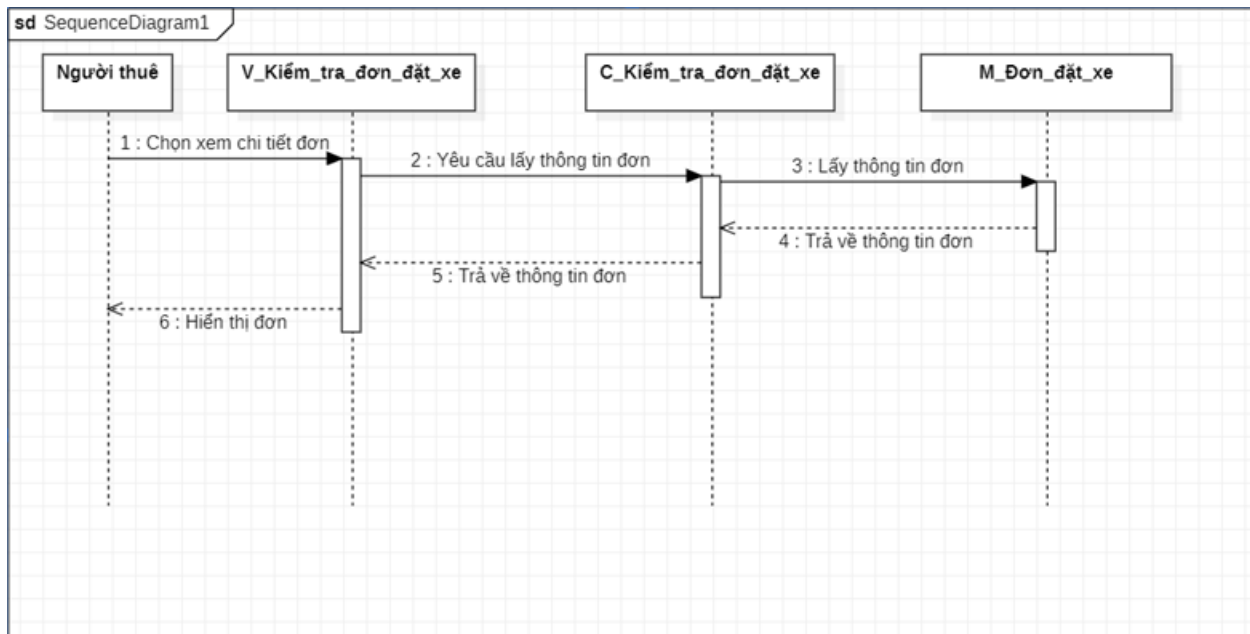 sd SequenceDiagram1
Người thuê
V_Kiểm_tra_đơn_đặt_xe
C_Kiểm_tra_đơn_đặt_xe
M_Đơn_đặt_xe
1 : Chọn xem chi tiết đơn
2 : Yêu cầu lấy thông tin đơn
3 : Lấy thông tin đơn
4 : Trả về thông tin đơn
5 : Trả về thông tin đơn
6 : Hiển thị đơn